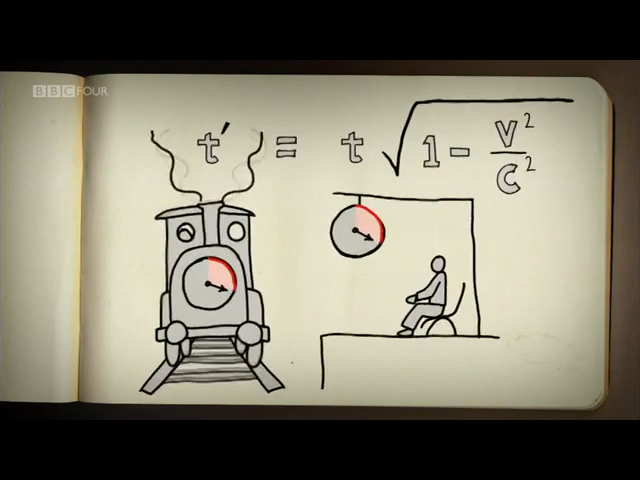 BBC FOUR
t′ = t √1 - v²/c²